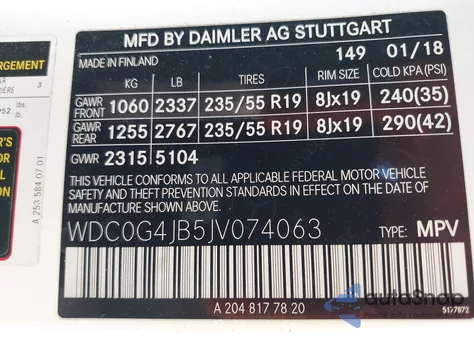 MFD BY DAIMLER AG STUTTGART
MADE IN FINLAND 149 01/18
KG LB TIRES RIM SIZE COLD KPA (PSI)
GAWR FRONT 1060 2337 235/55 R19 8Jx19 240(35)
GAWR REAR 1255 2767 235/55 R19 8Jx19 290(42)
GVWR 2315 5104
THIS VEHICLE CONFORMS TO ALL APPLICABLE FEDERAL MOTOR VEHICLE
SAFETY AND THEFT PREVENTION STANDARDS IN EFFECT ON THE DATE
OF MANUFACTURE SHOWN ABOVE.
WDC0G4JB5JV074063 TYPE: MPV
A 204 817 78 20
autoSnap
5177872
A 253 584 07 01
3
lbs.